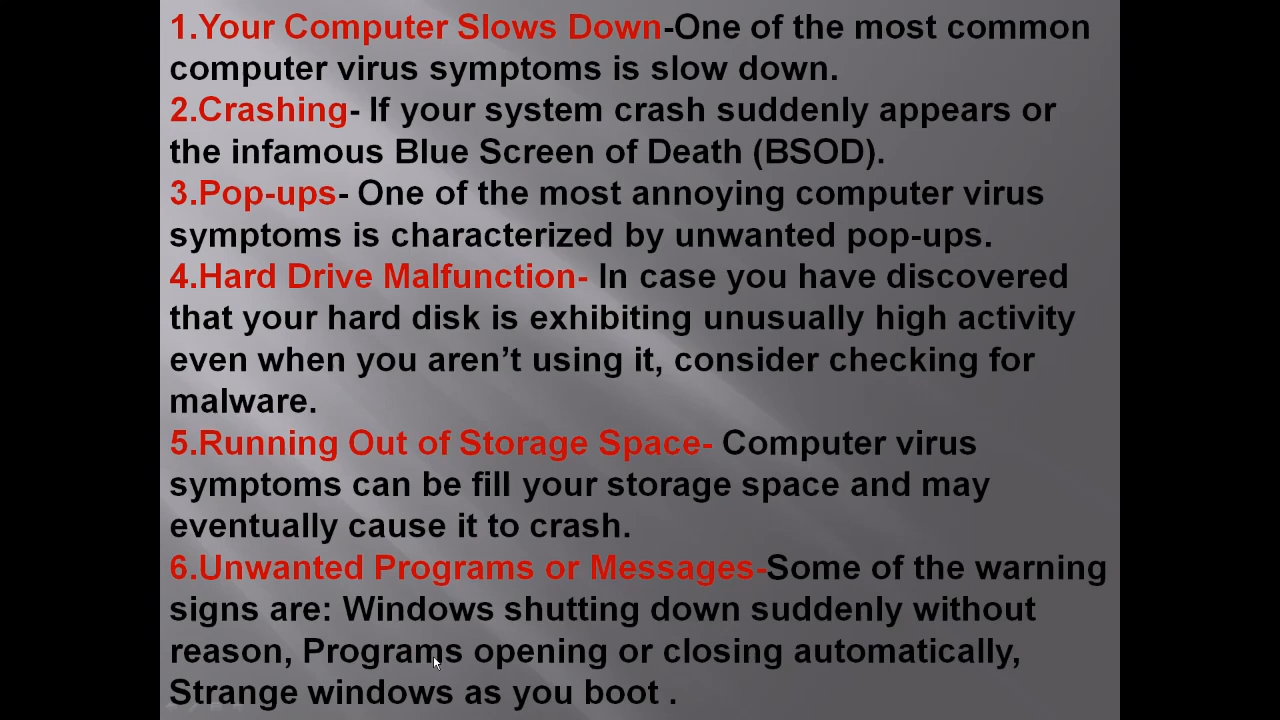 1.Your Computer Slows Down-One of the most common
computer virus symptoms is slow down.
2.Crashing- If your system crash suddenly appears or
the infamous Blue Screen of Death (BSOD).
3.Pop-ups- One of the most annoying computer virus
symptoms is characterized by unwanted pop-ups.
4.Hard Drive Malfunction- In case you have discovered
that your hard disk is exhibiting unusually high activity
even when you aren’t using it, consider checking for
malware.
5.Running Out of Storage Space- Computer virus
symptoms can be fill your storage space and may
eventually cause it to crash.
6.Unwanted Programs or Messages-Some of the warning
signs are: Windows shutting down suddenly without
reason, Programs opening or closing automatically,
Strange windows as you boot .